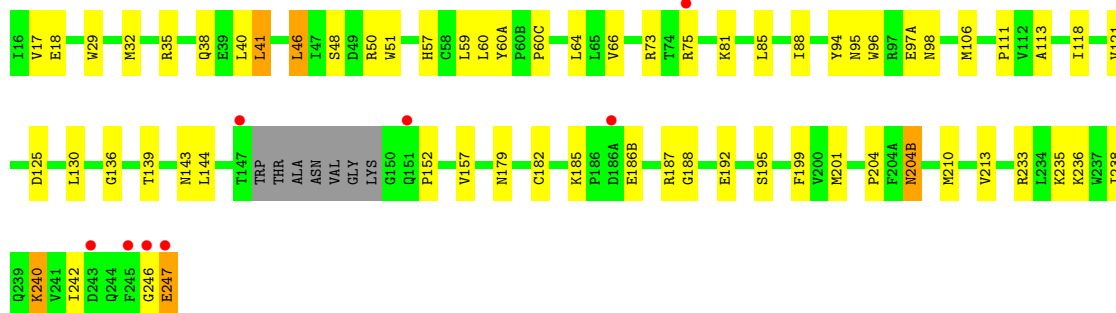 I16 V17 E18 W29 M32 R35 Q38 E39 L40 L41 L46 I47 S48 D49 R50 W51 H57 C58 L59 L60 Y60A P60B P60C L64 L65 V66 R73 T74 R75 K81 L85 I88 Y94 N95 W96 R97 E97A N98 M106 P111 V112 A113 I118
D125 L130 G136 T139 N143 L144 T147 TRP THR ALA ASN VAL GLY LYS G150 Q151 P152 V157 N179 C182 K185 P186 D186A E186B R187 G188 E192 S195 F199 V200 M201 P204 F204A N204B M210 V213 R233 L234 K235 K236 W237
Q239 K240 V241 I242 D243 Q244 F245 G246 E247